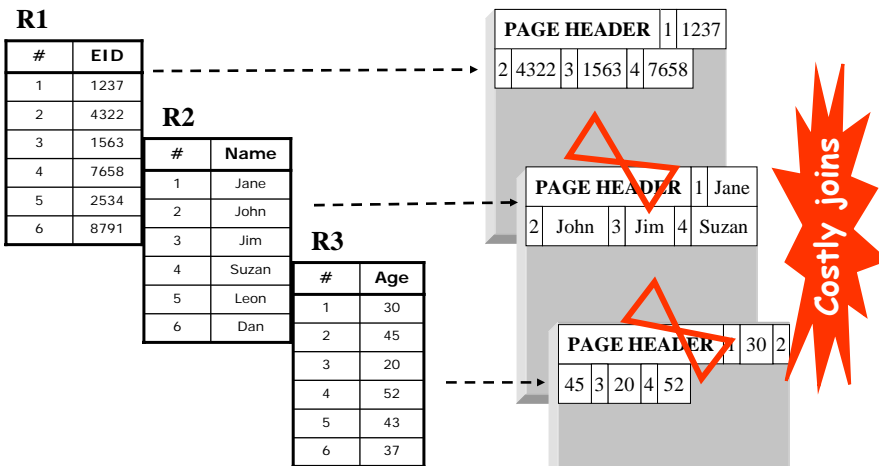 R1
# EID
1 1237
2 4322
3 1563
4 7658
5 2534
6 8791
R2
# Name
1 Jane
2 John
3 Jim
4 Suzan
5 Leon
6 Dan
R3
# Age
1 30
2 45
3 20
4 52
5 43
6 37
PAGE HEADER 1 1237
2 4322 3 1563 4 7658
PAGE HEADER 1 Jane
2 John 3 Jim 4 Suzan
PAGE HEADER 1 30 2
45 3 20 4 52
Costly joins